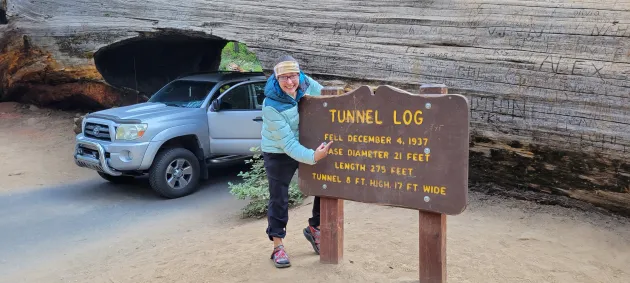 TUNNEL LOG
FELL DECEMBER 4, 1937
BASE DIAMETER 21 FEET
LENGTH 275 FEET
TUNNEL 8 FT. HIGH, 17 FT. WIDE
ALEX